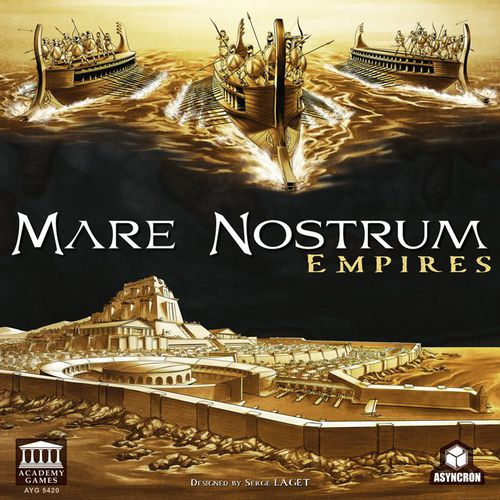 MARE NOSTRUM
EMPIRES
ACADEMY
GAMES
AYG 5420
DESIGNED BY SERGE LAGET
ASYNCRON